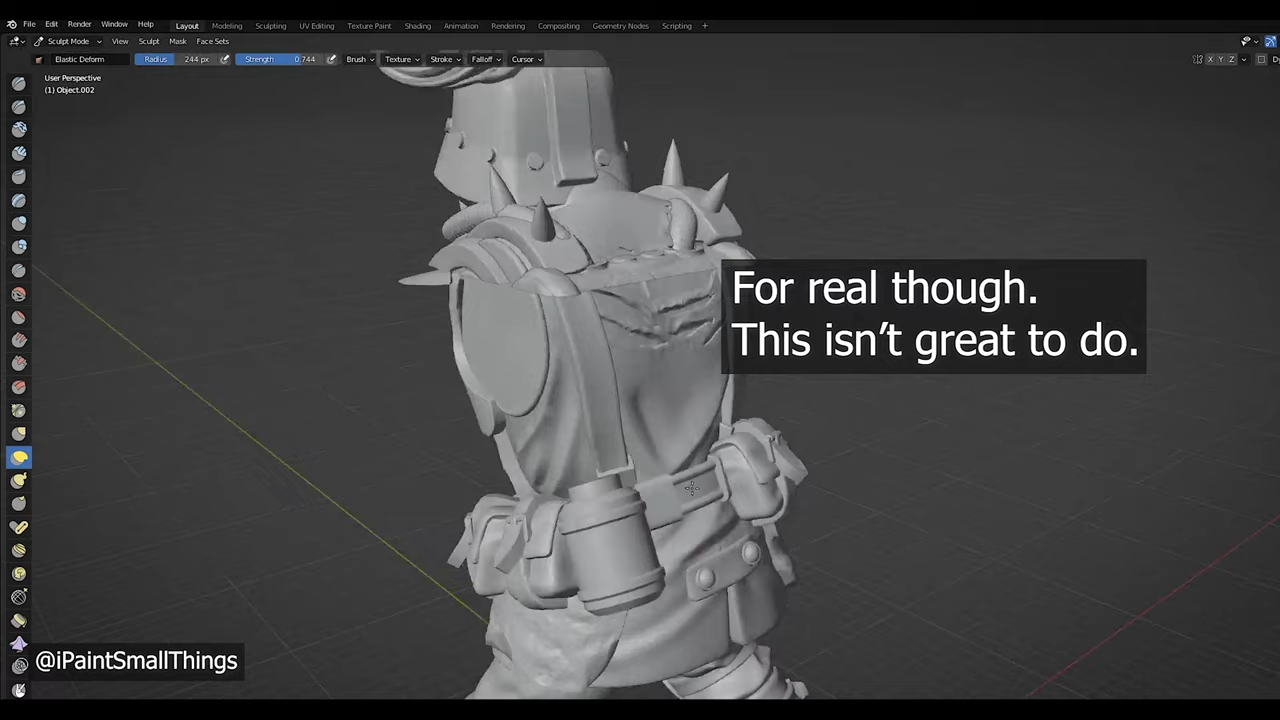 File Edit Render Window Help Layout Modeling Sculpting UV Editing Texture Paint Shading Animation Rendering Compositing Geometry Nodes Scripting +
Sculpt Mode View Sculpt Mask Face Sets
Elastic Deform Radius 244 px Strength 0.744 Brush Texture Stroke Falloff Cursor X Y Z
User Perspective
(1) Object.002
For real though.
This isn't great to do.
@iPaintSmallThings